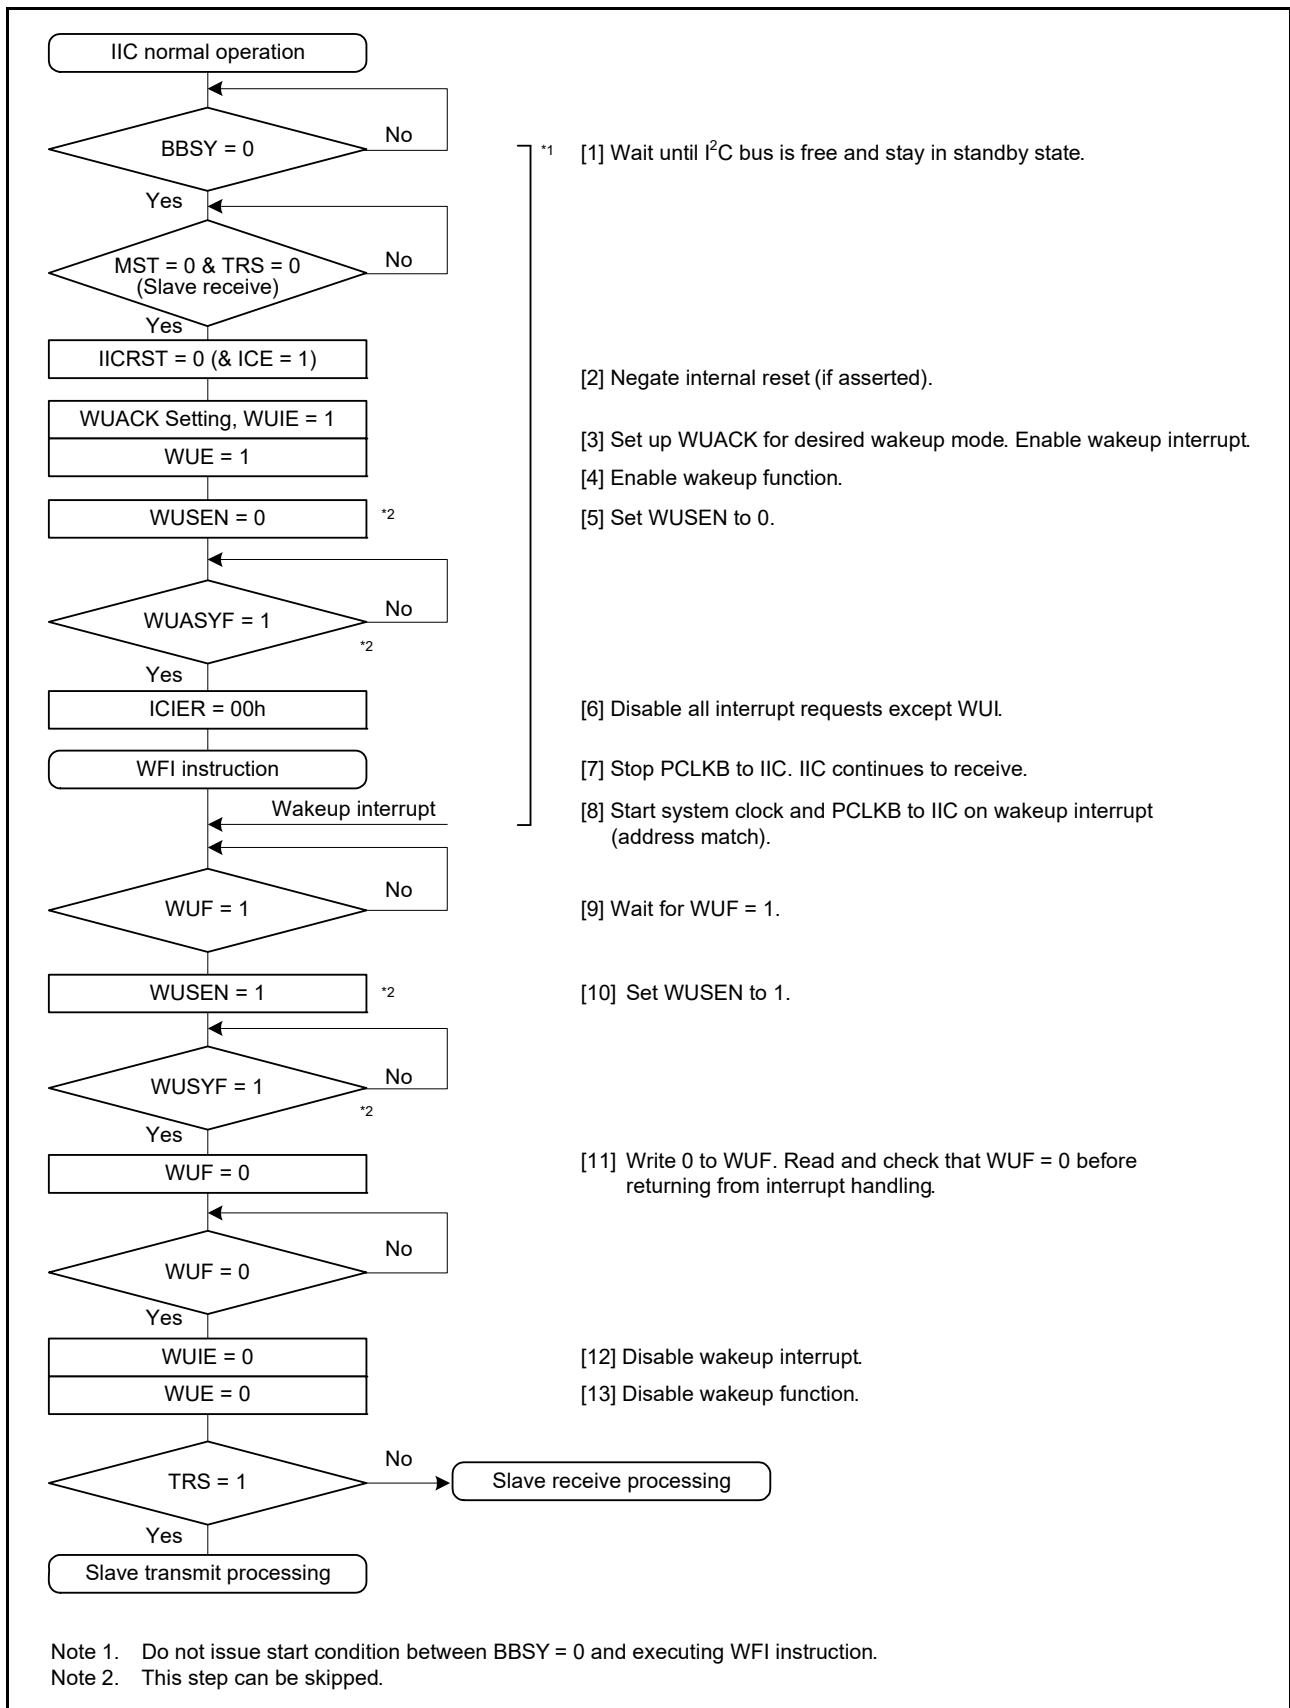 IIC normal operation
BBSY = 0
No
*1
[1] Wait until I²C bus is free and stay in standby state.
Yes
MST = 0 & TRS = 0
(Slave receive)
No
Yes
IICRST = 0 (& ICE = 1)
[2] Negate internal reset (if asserted).
WUACK Setting, WUIE = 1
[3] Set up WUACK for desired wakeup mode. Enable wakeup interrupt.
WUE = 1
[4] Enable wakeup function.
WUSEN = 0
*2
[5] Set WUSEN to 0.
WUASYF = 1
No
*2
Yes
ICIER = 00h
[6] Disable all interrupt requests except WUI.
WFI instruction
[7] Stop PCLKB to IIC. IIC continues to receive.
Wakeup interrupt
[8] Start system clock and PCLKB to IIC on wakeup interrupt
(address match).
WUF = 1
No
[9] Wait for WUF = 1.
WUSEN = 1
*2
[10] Set WUSEN to 1.
WUSYF = 1
No
*2
Yes
WUF = 0
[11] Write 0 to WUF. Read and check that WUF = 0 before
returning from interrupt handling.
WUF = 0
No
Yes
WUIE = 0
[12] Disable wakeup interrupt.
WUE = 0
[13] Disable wakeup function.
TRS = 1
No
Slave receive processing
Yes
Slave transmit processing
Note 1. Do not issue start condition between BBSY = 0 and executing WFI instruction.
Note 2. This step can be skipped.